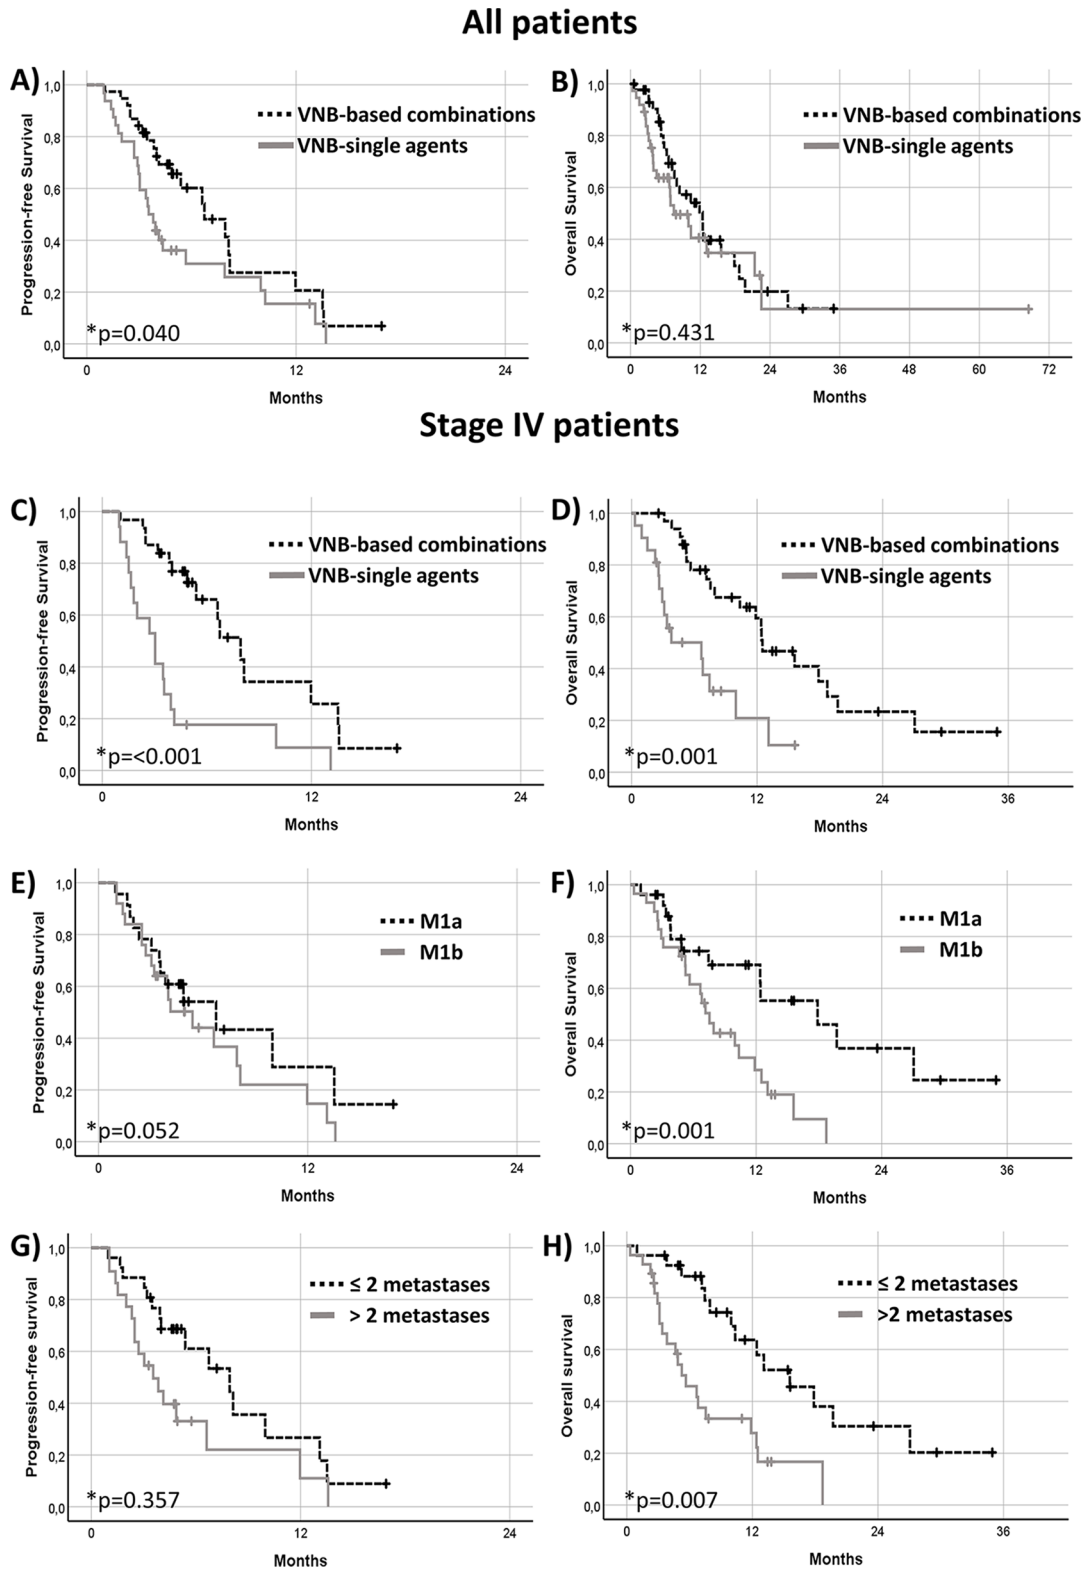 All patients
A)
Progression-free Survival
1,0
0,8
0,6
0,4
0,2
0,0
VNB-based combinations
VNB-single agents
*p=0.040
0 12 24
Months
B)
Overall Survival
1,0
0,8
0,6
0,4
0,2
0,0
VNB-based combinations
VNB-single agents
*p=0.431
0 12 24 36 48 60 72
Months
Stage IV patients
C)
Progression-free Survival
1,0
0,8
0,6
0,4
0,2
0,0
VNB-based combinations
VNB-single agents
*p=<0.001
0 12 24
Months
D)
Overall Survival
1,0
0,8
0,6
0,4
0,2
0,0
VNB-based combinations
VNB-single agents
*p=0.001
0 12 24 36
Months
E)
Progression-free Survival
1,0
0,8
0,6
0,4
0,2
0,0
M1a
M1b
*p=0.052
0 12 24
Months
F)
Overall Survival
1,0
0,8
0,6
0,4
0,2
0,0
M1a
M1b
*p=0.001
0 12 24 36
Months
G)
Progression-free survival
1,0
0,8
0,6
0,4
0,2
0,0
≤ 2 metastases
> 2 metastases
*p=0.357
0 12 24
Months
H)
Overall survival
1,0
0,8
0,6
0,4
0,2
0,0
≤ 2 metastases
>2 metastases
*p=0.007
0 12 24 36
Months